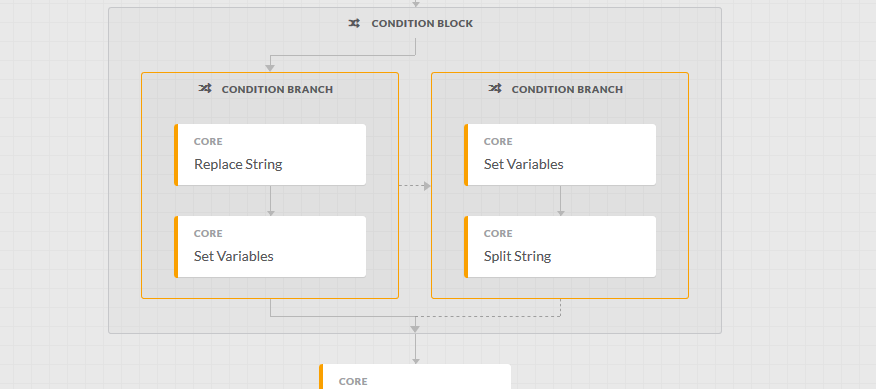 CONDITION BLOCK
CONDITION BRANCH
CORE
Replace String
CORE
Set Variables
CONDITION BRANCH
CORE
Set Variables
CORE
Split String
CORE